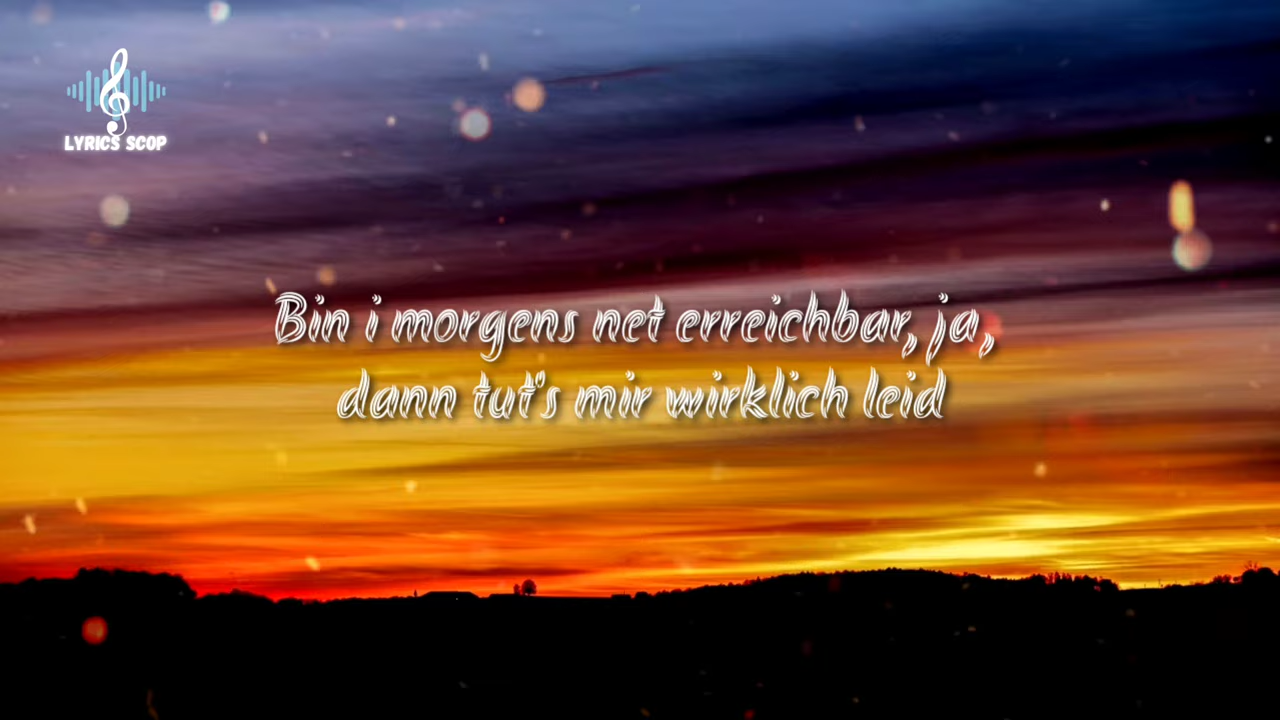 LYRICS SCOP
Bin i morgens net erreichbar, ja,
dann tut's mir wirklich leid